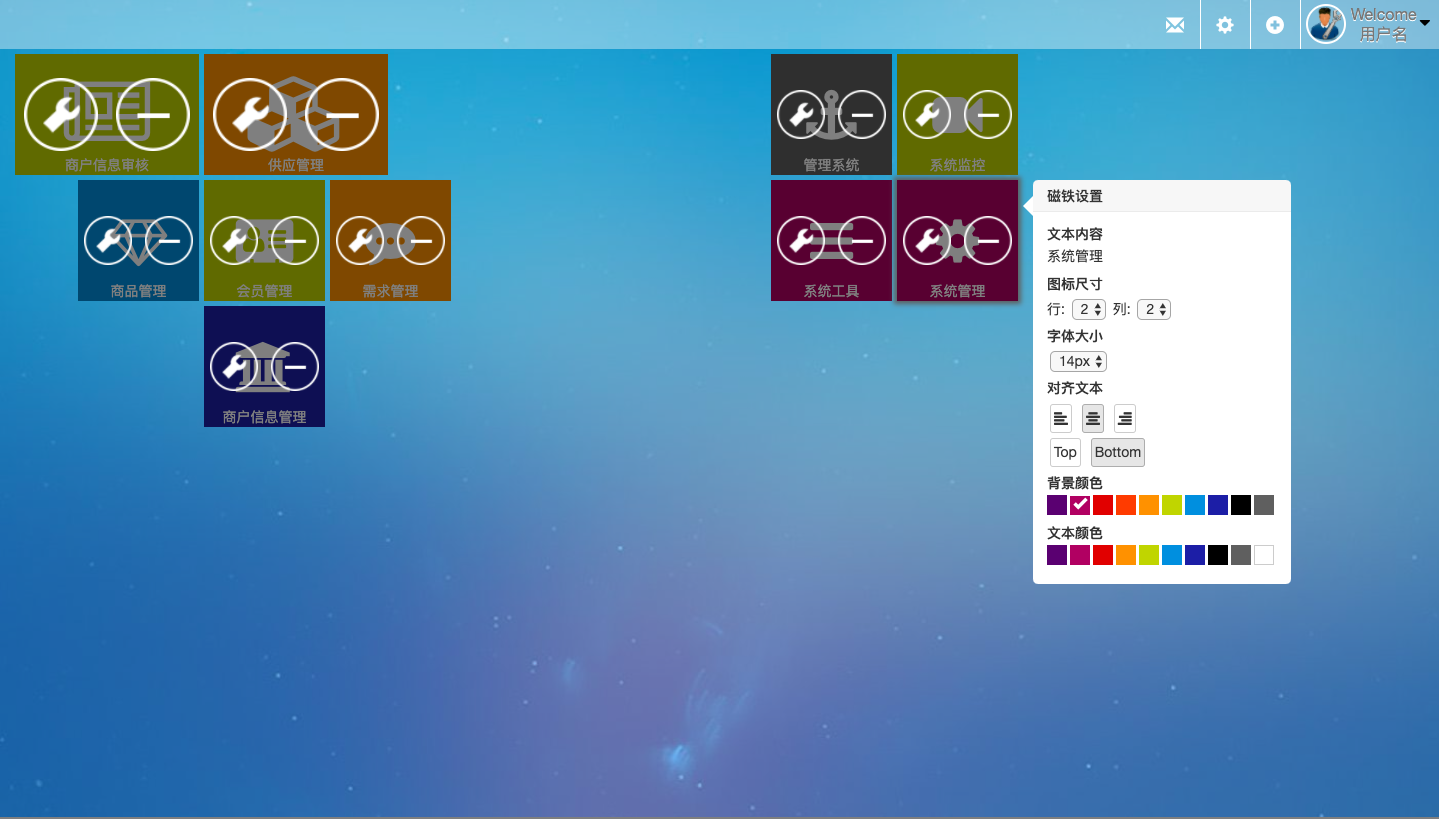 Welcome
用户名
商户信息审核
供应管理
管理系统
系统监控
商品管理
会员管理
需求管理
系统工具
系统管理
商户信息管理
磁铁设置
文本内容
系统管理
图标尺寸
行: 2 列: 2
字体大小
14px
对齐文本
Top Bottom
背景颜色
文本颜色